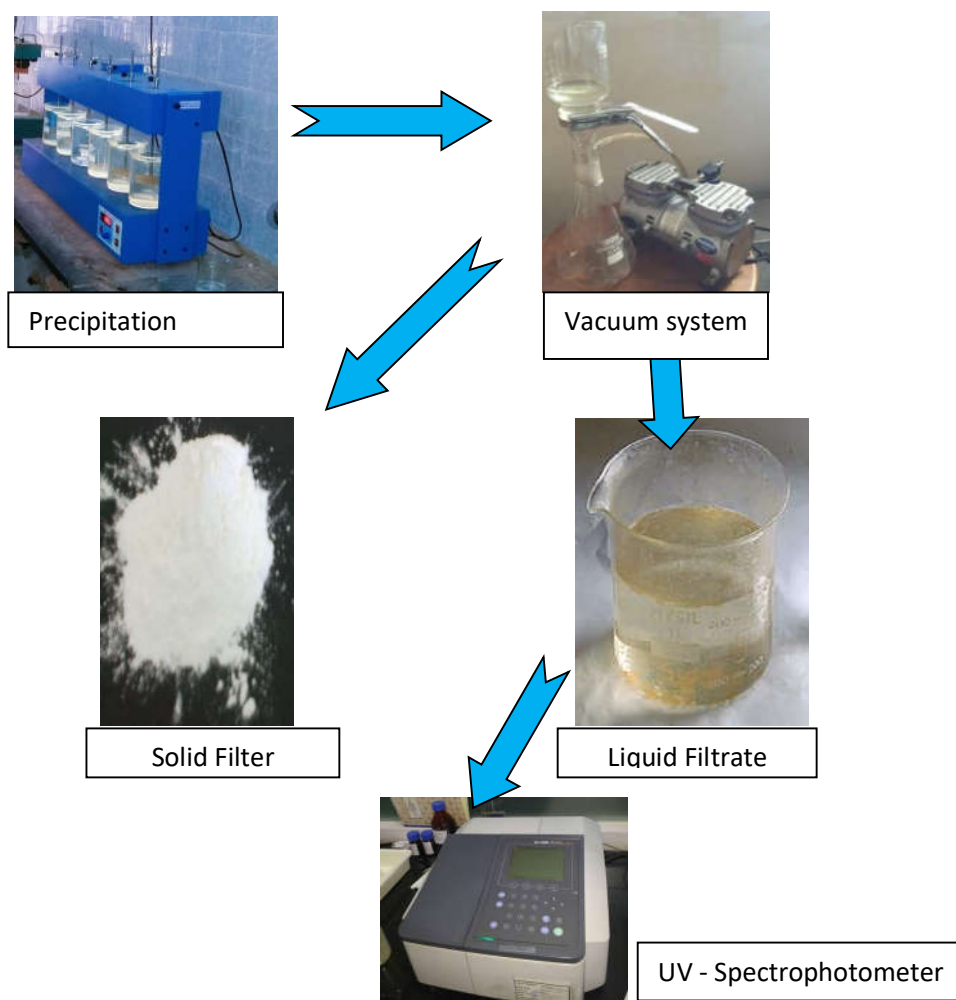 Precipitation
Vacuum system
Solid Filter
Liquid Filtrate
UV - Spectrophotometer